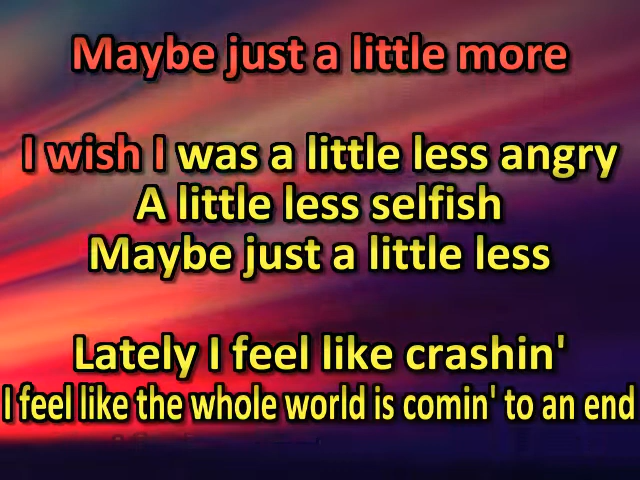 Maybe just a little more
I wish I was a little less angry
A little less selfish
Maybe just a little less
Lately I feel like crashin'
I feel like the whole world is comin' to an end